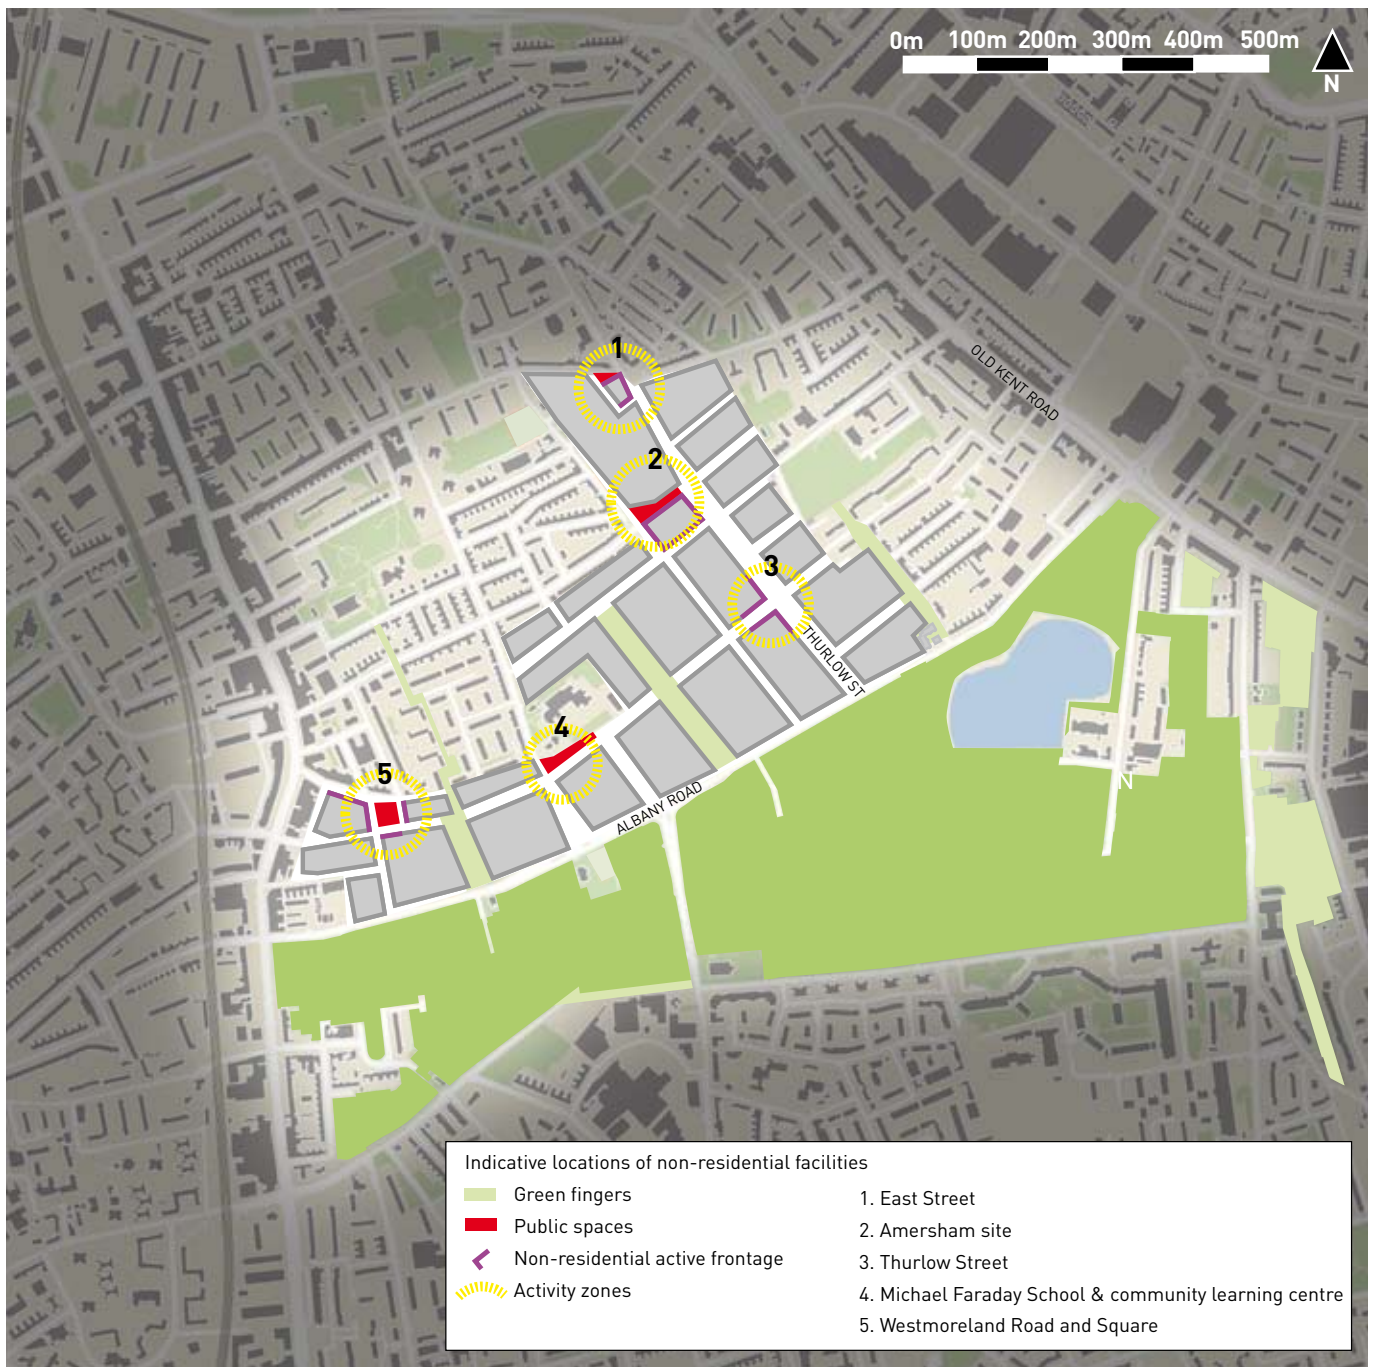 0m 100m 200m 300m 400m 500m
N
1
OLD KENT ROAD
2
3
THURLOW ST
4
5
N
ALBANY ROAD
Indicative locations of non-residential facilities
Green fingers
Public spaces
Non-residential active frontage
Activity zones
1. East Street
2. Amersham site
3. Thurlow Street
4. Michael Faraday School & community learning centre
5. Westmoreland Road and Square